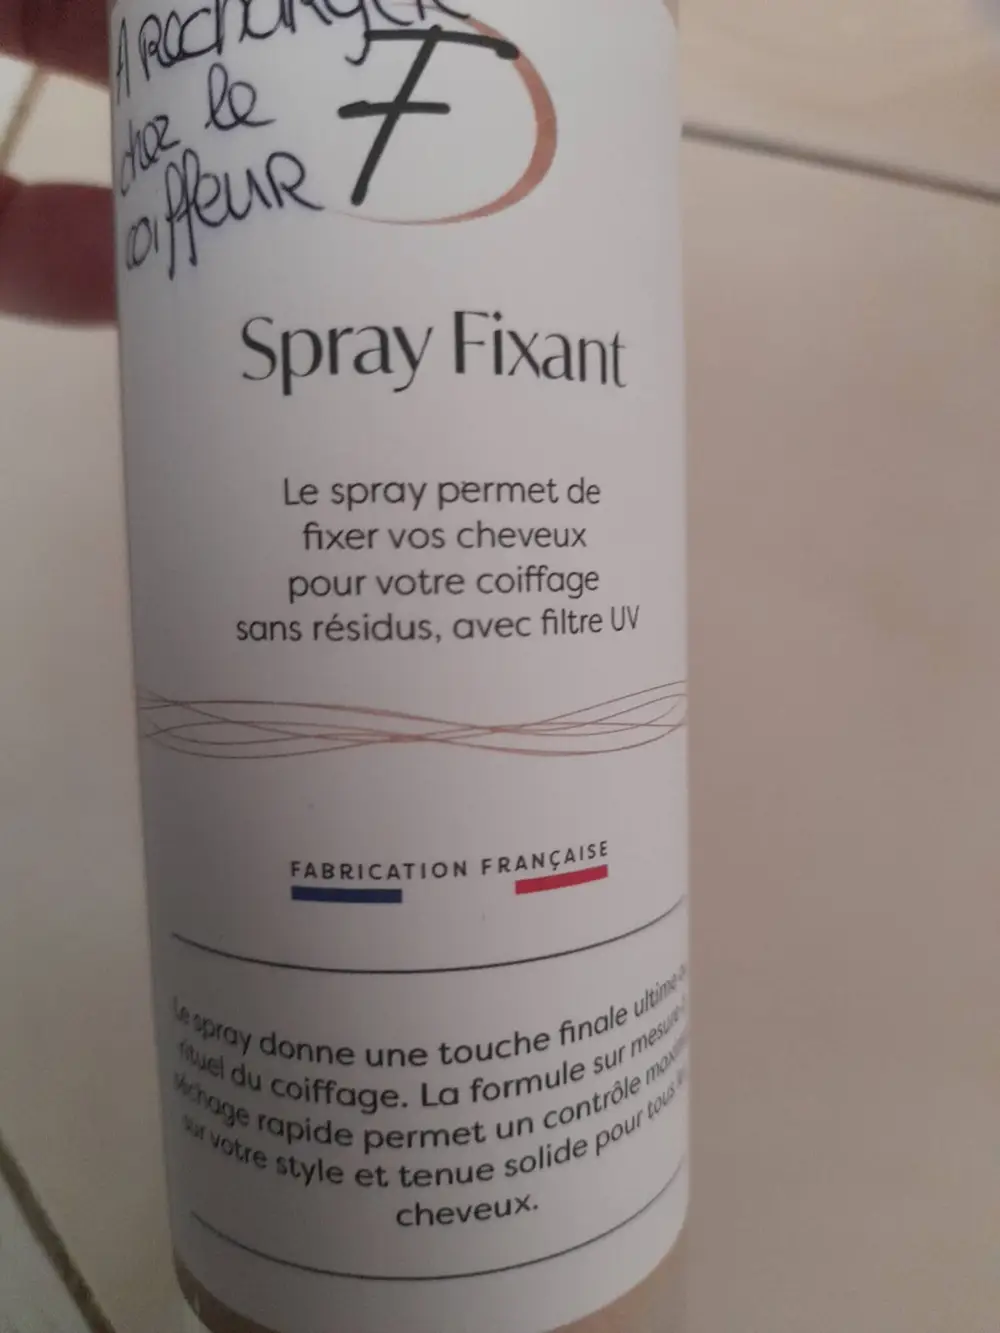 A RECHARGER
chez le
coiffeur
Spray Fixant
Le spray permet de
fixer vos cheveux
pour votre coiffage
sans résidus, avec filtre UV
FABRICATION FRANÇAISE
Le spray donne une touche finale ultime
rituel du coiffage. La formule sur mesure
séchage rapide permet un contrôle
sur votre style et tenue solide pour tous
cheveux.